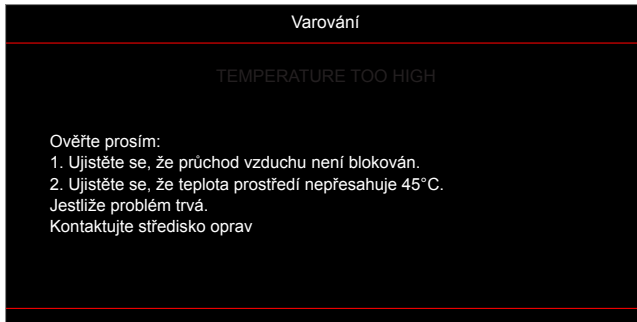 Varování
TEMPERATURE TOO HIGH
Ověřte prosím:
1. Ujistěte se, že průchod vzduchu není blokován.
2. Ujistěte se, že teplota prostředí nepřesahuje 45°C.
Jestliže problém trvá.
Kontaktujte středisko oprav